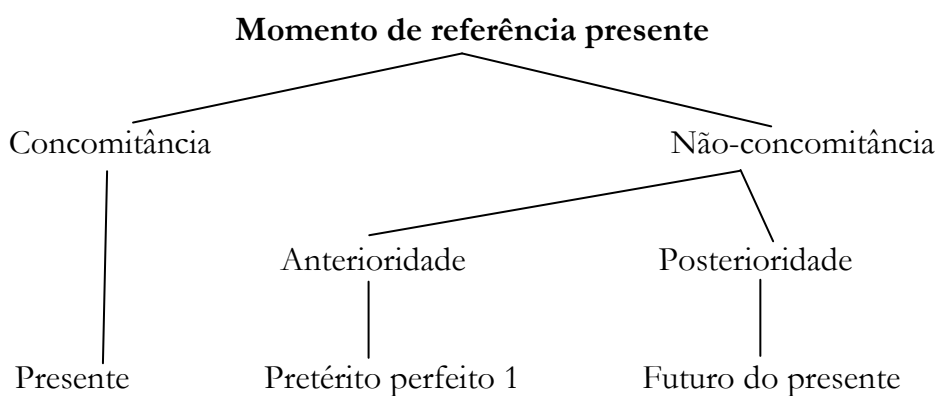 Momento de referência presente
Concomitância Não-concomitância
Anterioridade Posterioridade
Presente Pretérito perfeito 1 Futuro do presente